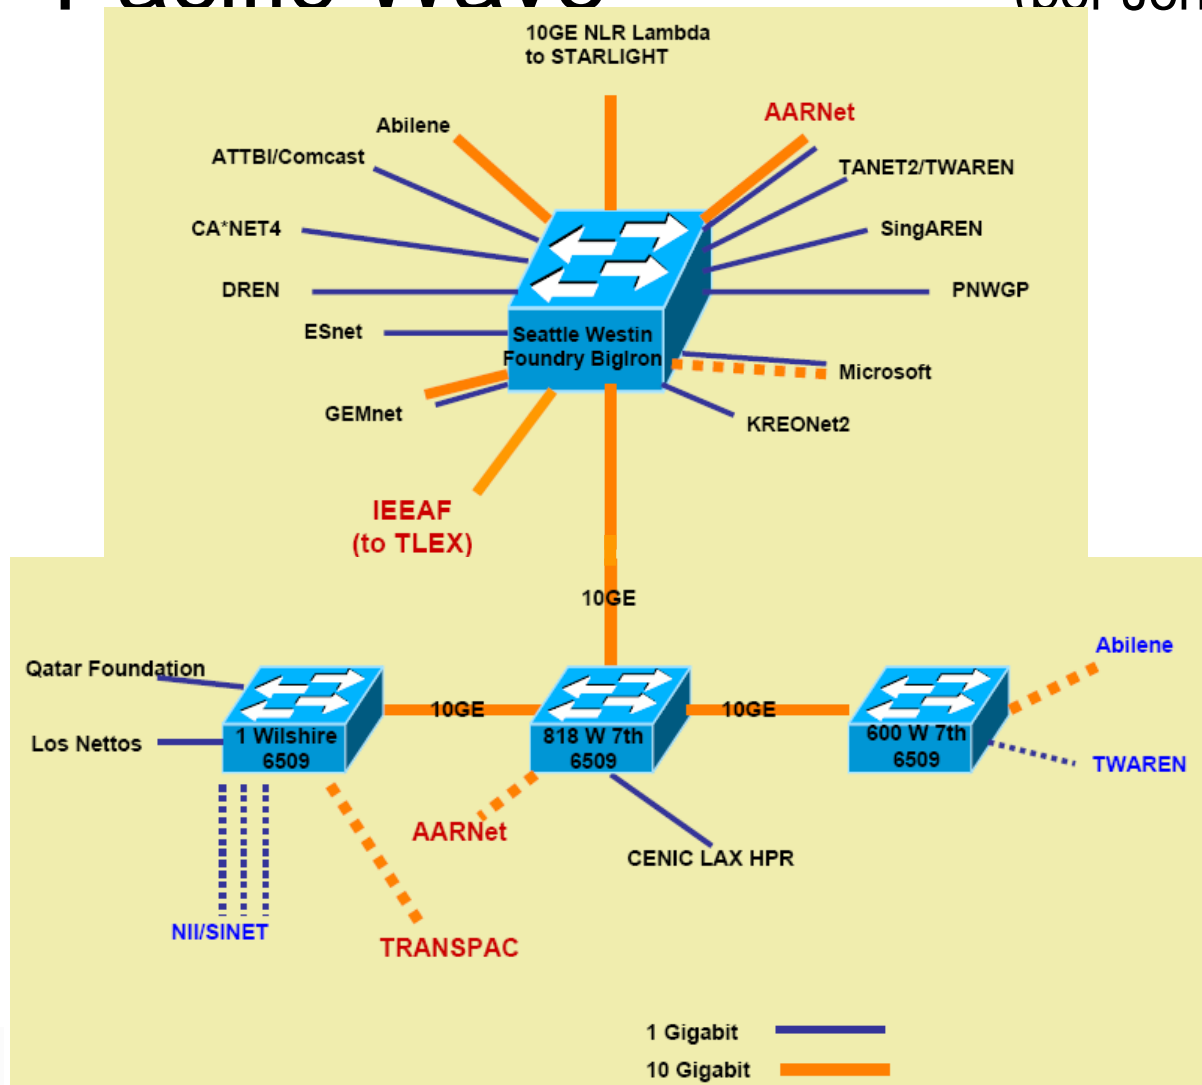 Pacific Wave
10GE NLR Lambda
to STARLIGHT
Abilene
AARNet
ATTBI/Comcast
TANET2/TWAREN
CA*NET4
SingAREN
DREN
PNWGP
ESnet
Seattle Westin
Foundry BigIron
Microsoft
GEMnet
KREONet2
IEEAF
(to TLEX)
10GE
Abilene
Qatar Foundation
10GE
10GE
Los Nettos
1 Wilshire
6509
818 W 7th
6509
600 W 7th
6509
TWAREN
AARNet
CENIC LAX HPR
NII/SINET
TRANSPAC
1 Gigabit
10 Gigabit